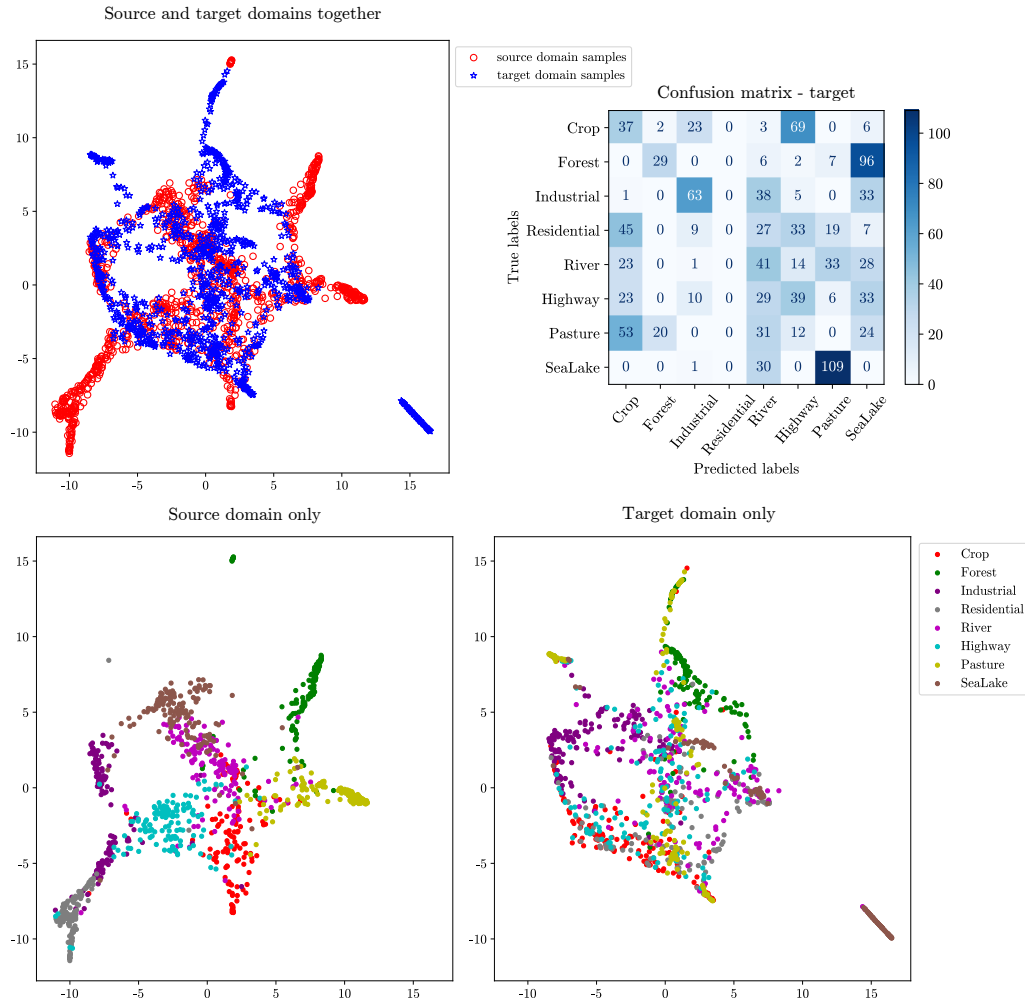 Source and target domains together
15
10
5
0
-5
-10
-10
-5
0
5
10
15
source domain samples
target domain samples
Confusion matrix - target
True labels
Crop 37 2 23 0 3 69 0 6
Forest 0 29 0 0 6 2 7 96
Industrial 1 0 63 0 38 5 0 33
Residential 45 0 9 0 27 33 19 7
River 23 0 1 0 41 14 33 28
Highway 23 0 10 0 29 39 6 33
Pasture 53 20 0 0 31 12 0 24
SeaLake 0 0 1 0 30 0 109 0
Crop Forest Industrial Residential River Highway Pasture SeaLake
Predicted labels
100
80
60
40
20
0
Source domain only
15
10
5
0
-5
-10
-10
-5
0
5
10
15
Target domain only
15
10
5
0
-5
-10
-10
-5
0
5
10
15
Crop
Forest
Industrial
Residential
River
Highway
Pasture
SeaLake